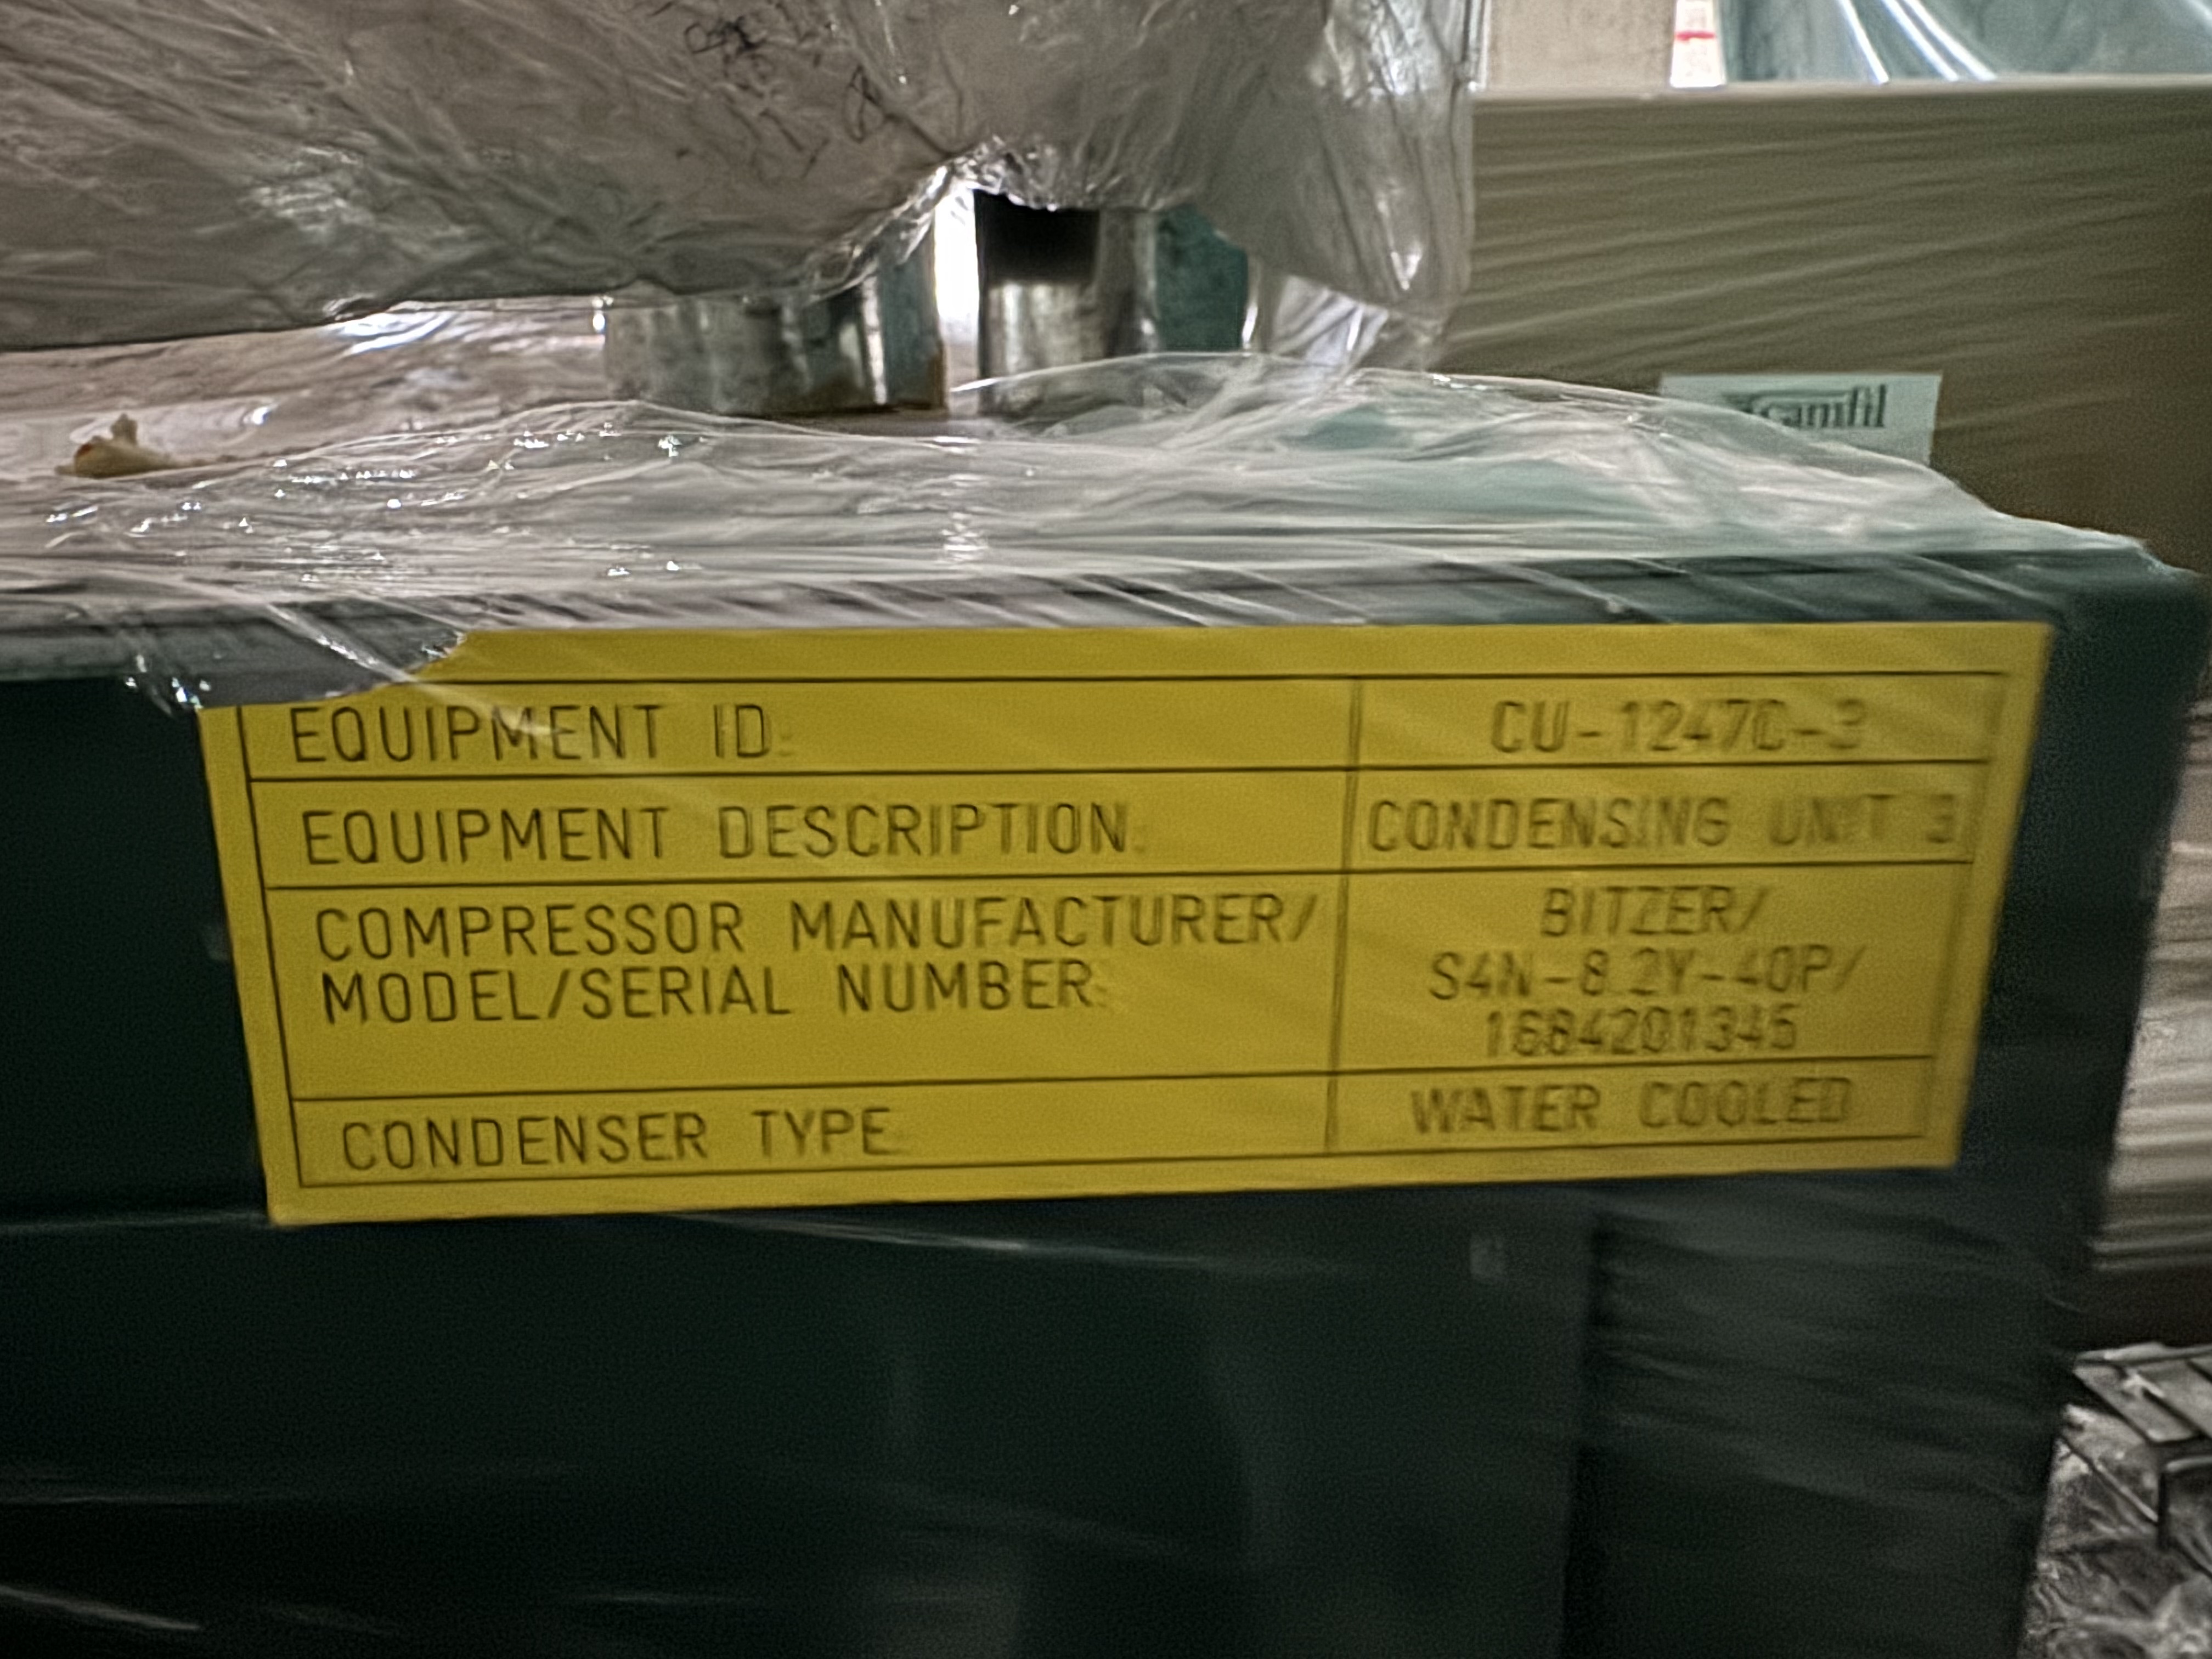 camfil
EQUIPMENT ID: CU-1247C-3
EQUIPMENT DESCRIPTION: CONDENSING UNIT 3
COMPRESSOR MANUFACTURER/
MODEL/SERIAL NUMBER:
BITZER/
S4N-8.2Y-40P/
1684201345
CONDENSER TYPE WATER COOLED